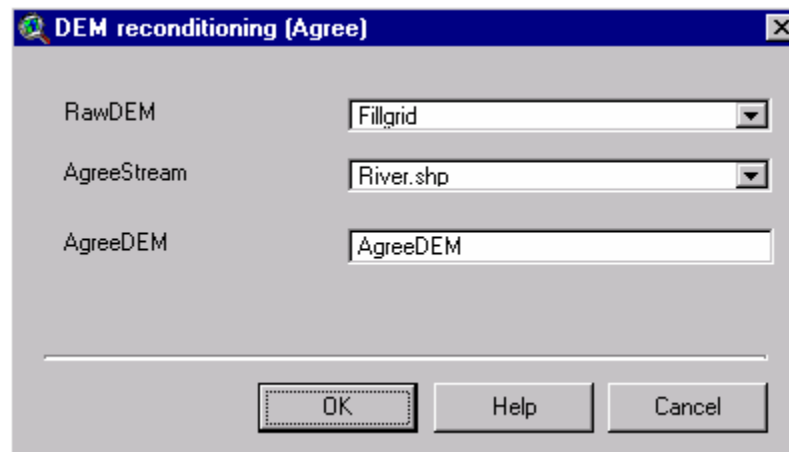 DEM reconditioning (Agree)
RawDEM Fillgrid
AgreeStream River.shp
AgreeDEM AgreeDEM
OK Help Cancel